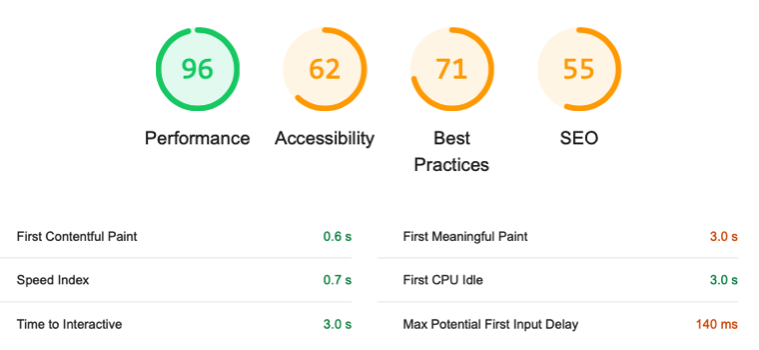 96 62 71 55
Performance Accessibility Best Practices SEO
First Contentful Paint 0.6 s
First Meaningful Paint 3.0 s
Speed Index 0.7 s
First CPU Idle 3.0 s
Time to Interactive 3.0 s
Max Potential First Input Delay 140 ms